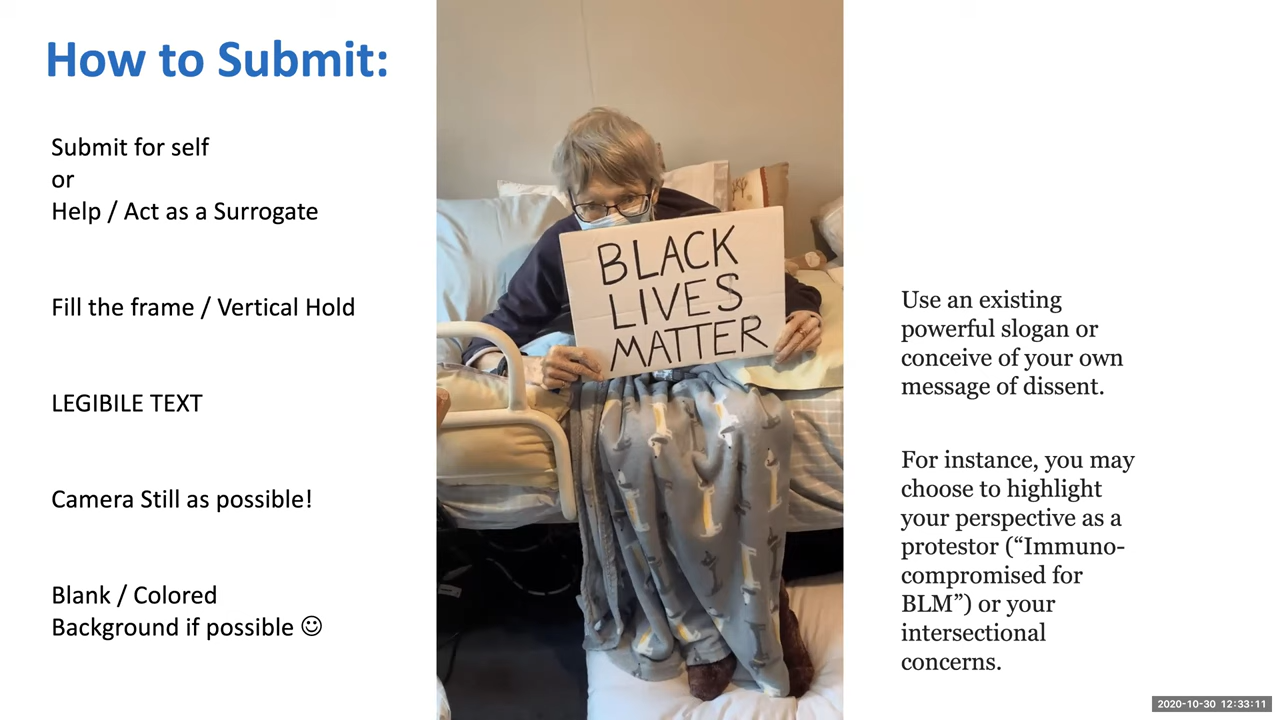 How to Submit:
Submit for self
or
Help / Act as a Surrogate
Fill the frame / Vertical Hold
LEGIBILE TEXT
Camera Still as possible!
Blank / Colored
Background if possible ☺
BLACK
LIVES
MATTER
Use an existing
powerful slogan or
conceive of your own
message of dissent.
For instance, you may
choose to highlight
your perspective as a
protestor (“Immuno-
compromised for
BLM”) or your
intersectional
concerns.
2020-10-30 12:33:11